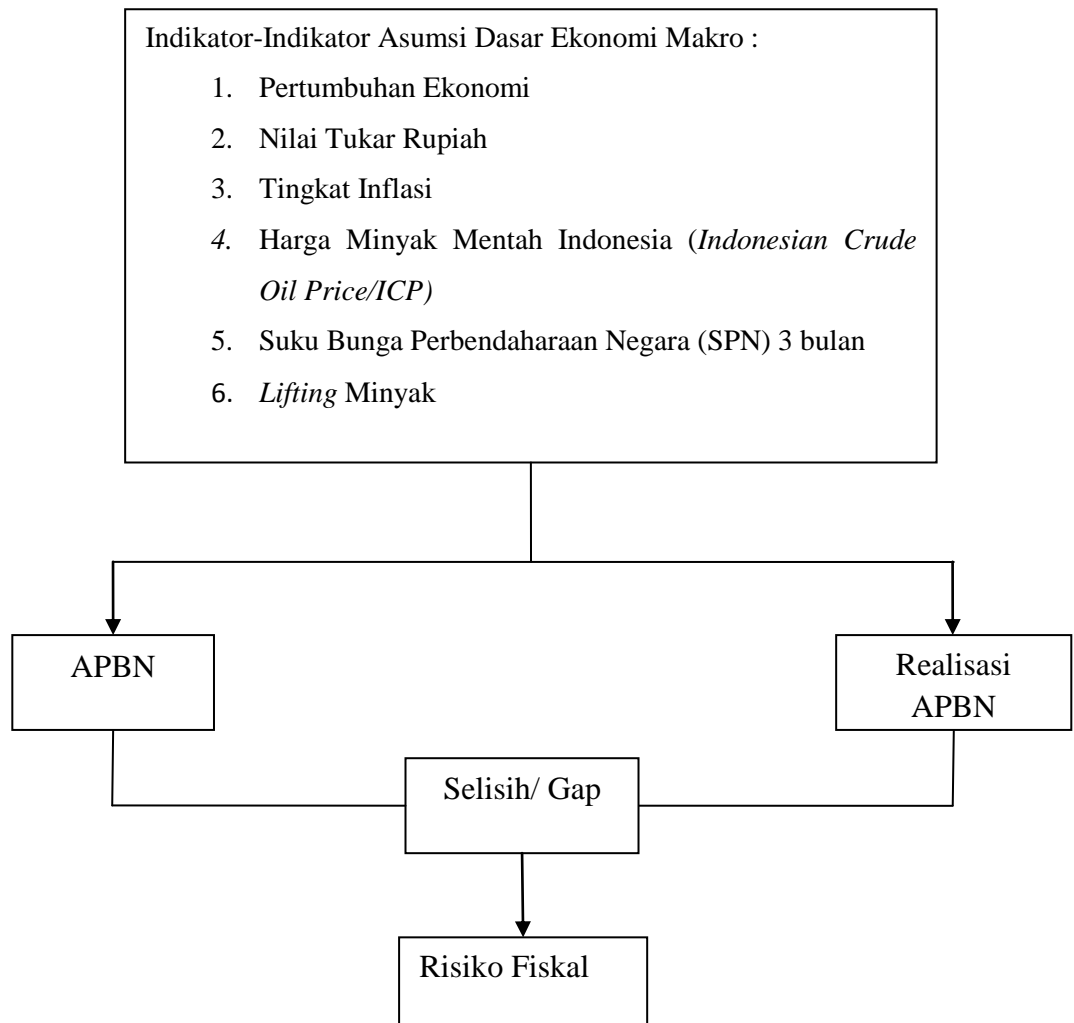 Indikator-Indikator Asumsi Dasar Ekonomi Makro :
1. Pertumbuhan Ekonomi
2. Nilai Tukar Rupiah
3. Tingkat Inflasi
4. Harga Minyak Mentah Indonesia (Indonesian Crude
Oil Price/ICP)
5. Suku Bunga Perbendaharaan Negara (SPN) 3 bulan
6. Lifting Minyak
APBN
Realisasi
APBN
Selisih/ Gap
Risiko Fiskal